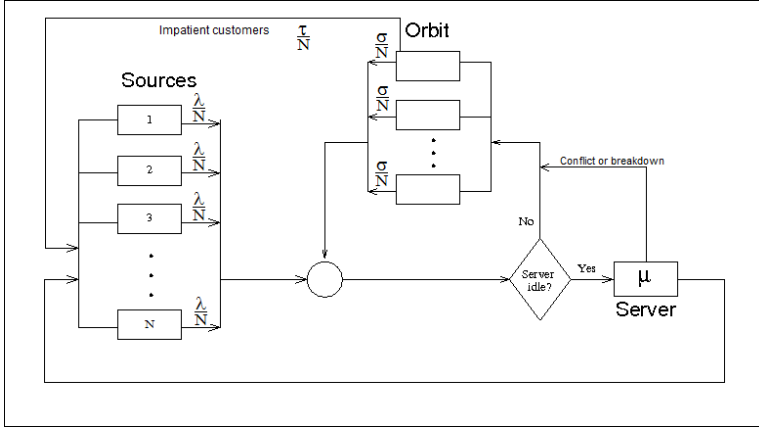 Impatient customers
τ
N
Orbit
Sources
σ
N
σ
N
σ
N
1
λ
N
2
λ
N
3
λ
N
N
λ
N
Conflict or breakdown
No
Server
idle?
Yes
μ
Server